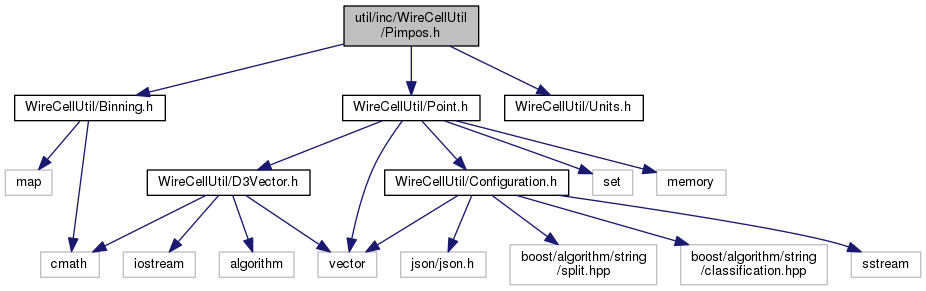 util/inc/WireCellUtil
/Pimpos.h
WireCellUtil/Binning.h
WireCellUtil/Point.h
WireCellUtil/Units.h
map
WireCellUtil/D3Vector.h
WireCellUtil/Configuration.h
set
memory
cmath
iostream
algorithm
vector
json/json.h
boost/algorithm/string
/split.hpp
boost/algorithm/string
/classification.hpp
sstream